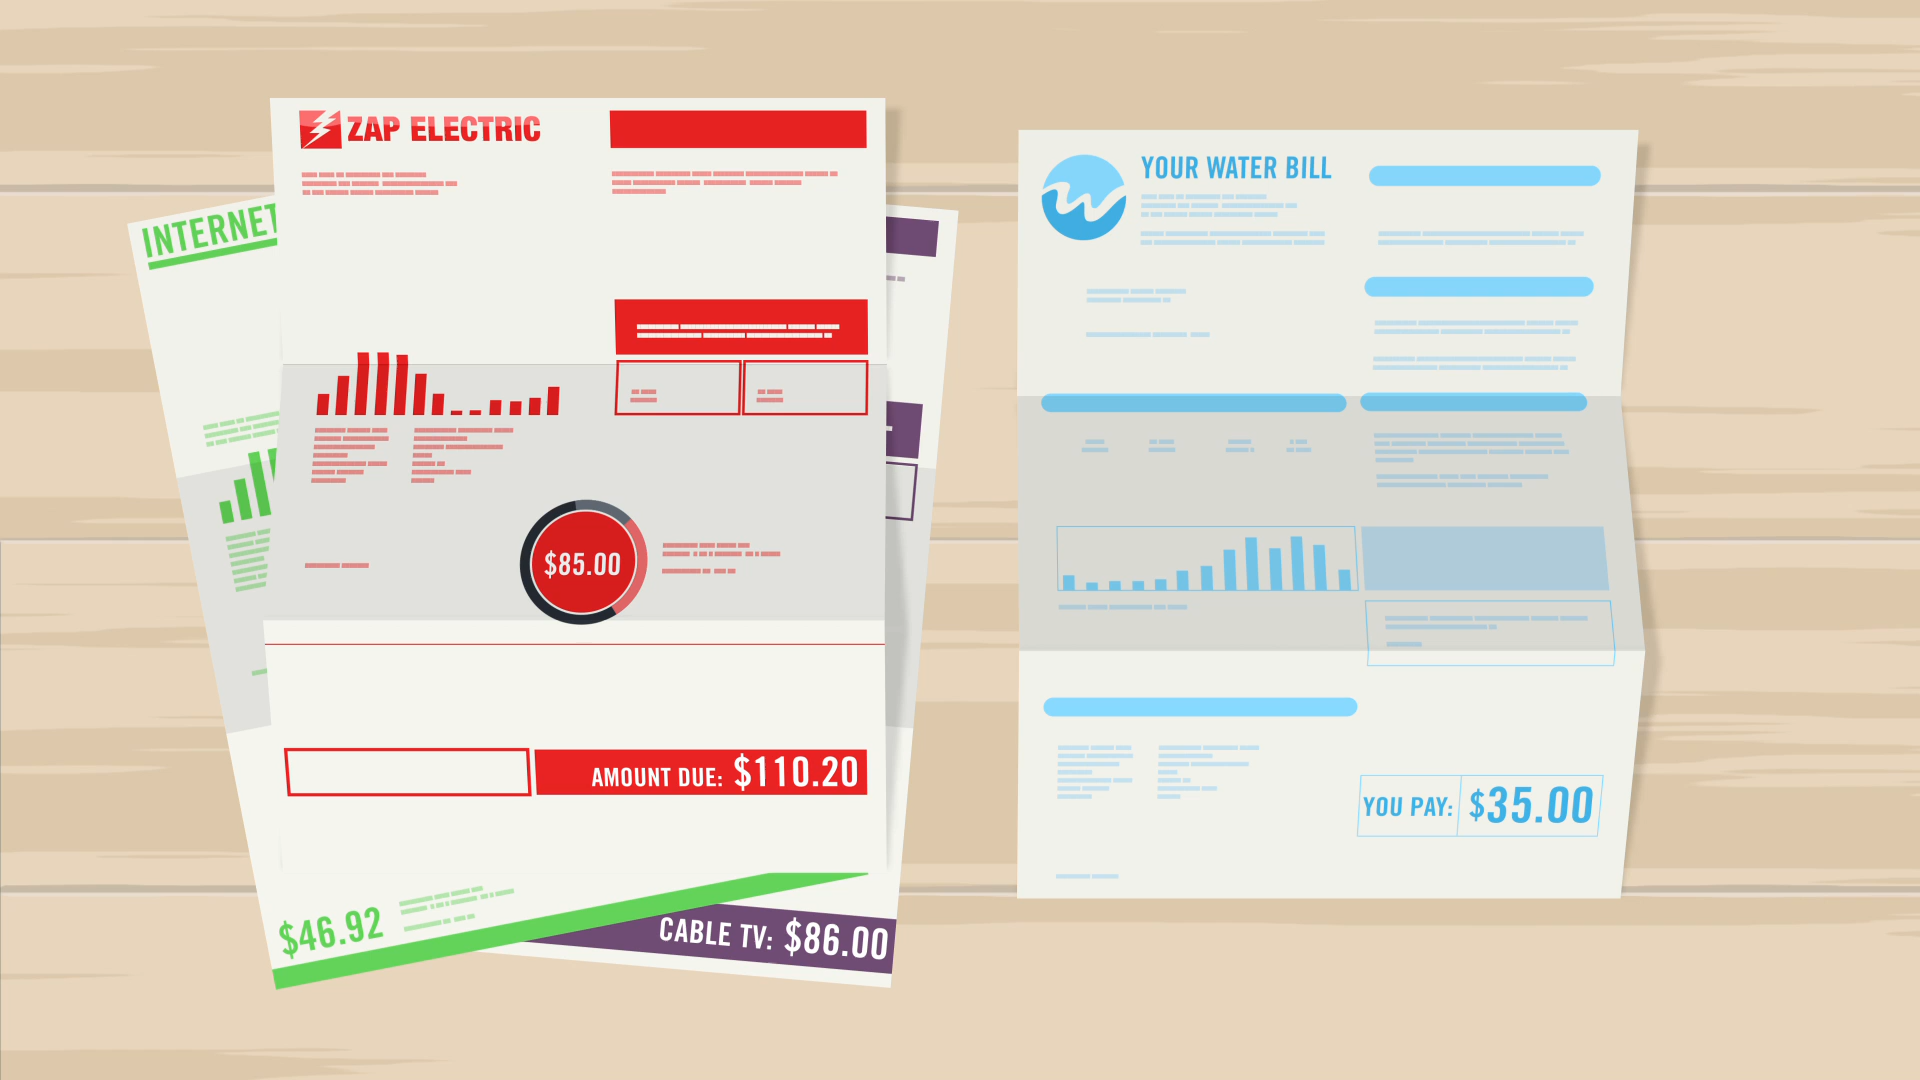 ZAP ELECTRIC
INTERNET
$85.00
AMOUNT DUE: $110.20
$46.92
CABLE TV: $86.00
YOUR WATER BILL
YOU PAY: $35.00